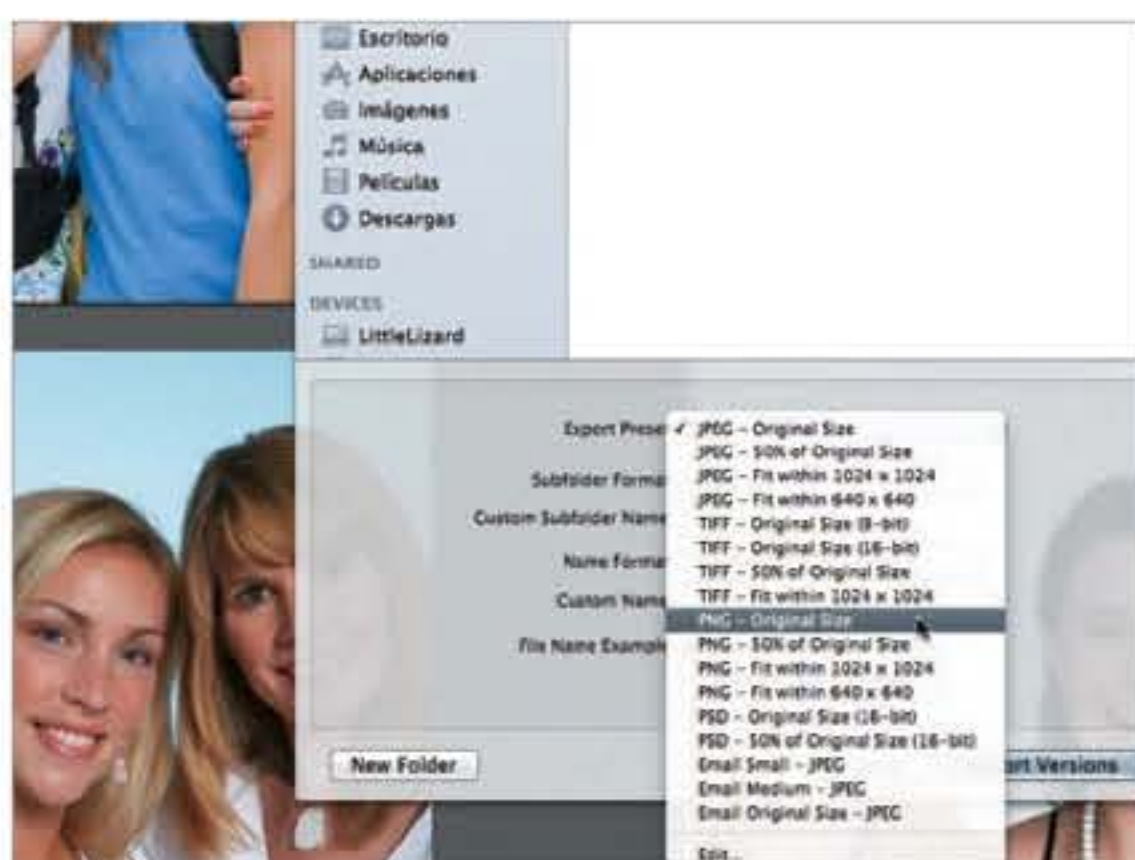 Escritorio
Aplicaciones
Imágenes
Música
Películas
Descargas
SHARED
DEVICES
LittleLizard
Export Prese
✓ JPEG - Original Size
JPEG - 50% of Original Size
Subfolder Forma
JPEG - Fit within 1024 x 1024
JPEG - Fit within 640 x 640
Custom Subfolder Name
TIFF - Original Size (8-bit)
TIFF - Original Size (16-bit)
Name Forma
TIFF - 50% of Original Size
Custom Name
TIFF - Fit within 1024 x 1024
PNG - Original Size
File Name Example
PNG - 50% of Original Size
PNG - Fit within 1024 x 1024
PNG - Fit within 640 x 640
PSD - Original Size (16-bit)
PSD - 50% of Original Size (16-bit)
New Folder
Email Small - JPEG
ort Versions
Email Medium - JPEG
Email Original Size - JPEG
Edit...